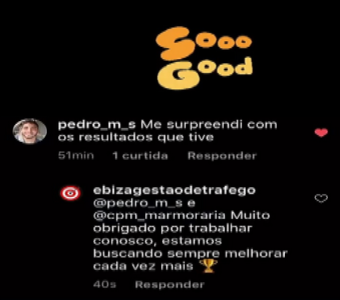 Sooo
Good
pedro_m_s Me surpreendi com
os resultados que tive
51min 1 curtida Responder
ebizagestaodetrafego
@pedro_m_s e
@cpm_marmoraria Muito
obrigado por trabalhar
conosco, estamos
buscando sempre melhorar
cada vez mais 🏆
40s Responder